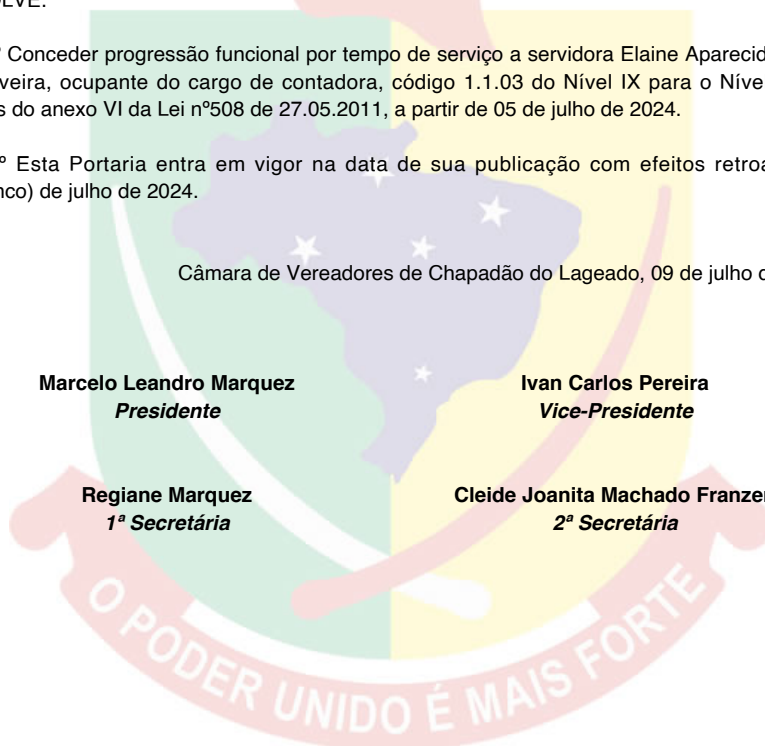 º Conceder progressão funcional por tempo de serviço a servidora Elaine Aparecid
veira, ocupante do cargo de contadora, código 1.1.03 do Nível IX para o Níve
s do anexo VI da Lei nº508 de 27.05.2011, a partir de 05 de julho de 2024.
º Esta Portaria entra em vigor na data de sua publicação com efeitos retroa
nco) de julho de 2024.
Câmara de Vereadores de Chapadão do Lageado, 09 de julho d
Marcelo Leandro Marquez Ivan Carlos Pereira
Presidente Vice-Presidente
Regiane Marquez Cleide Joanita Machado Franze
1ª Secretária 2ª Secretária
O PODER UNIDO É MAIS FORTE